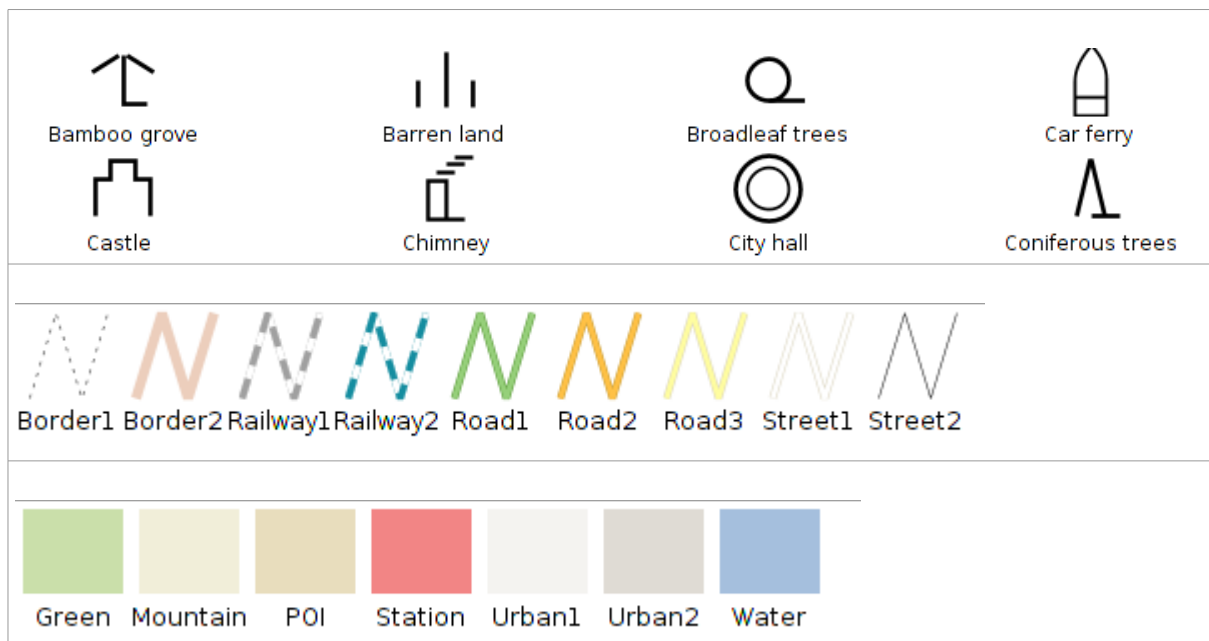 Bamboo grove Barren land Broadleaf trees Car ferry
Castle Chimney City hall Coniferous trees
Border1 Border2 Railway1 Railway2 Road1 Road2 Road3 Street1 Street2
Green Mountain POI Station Urban1 Urban2 Water